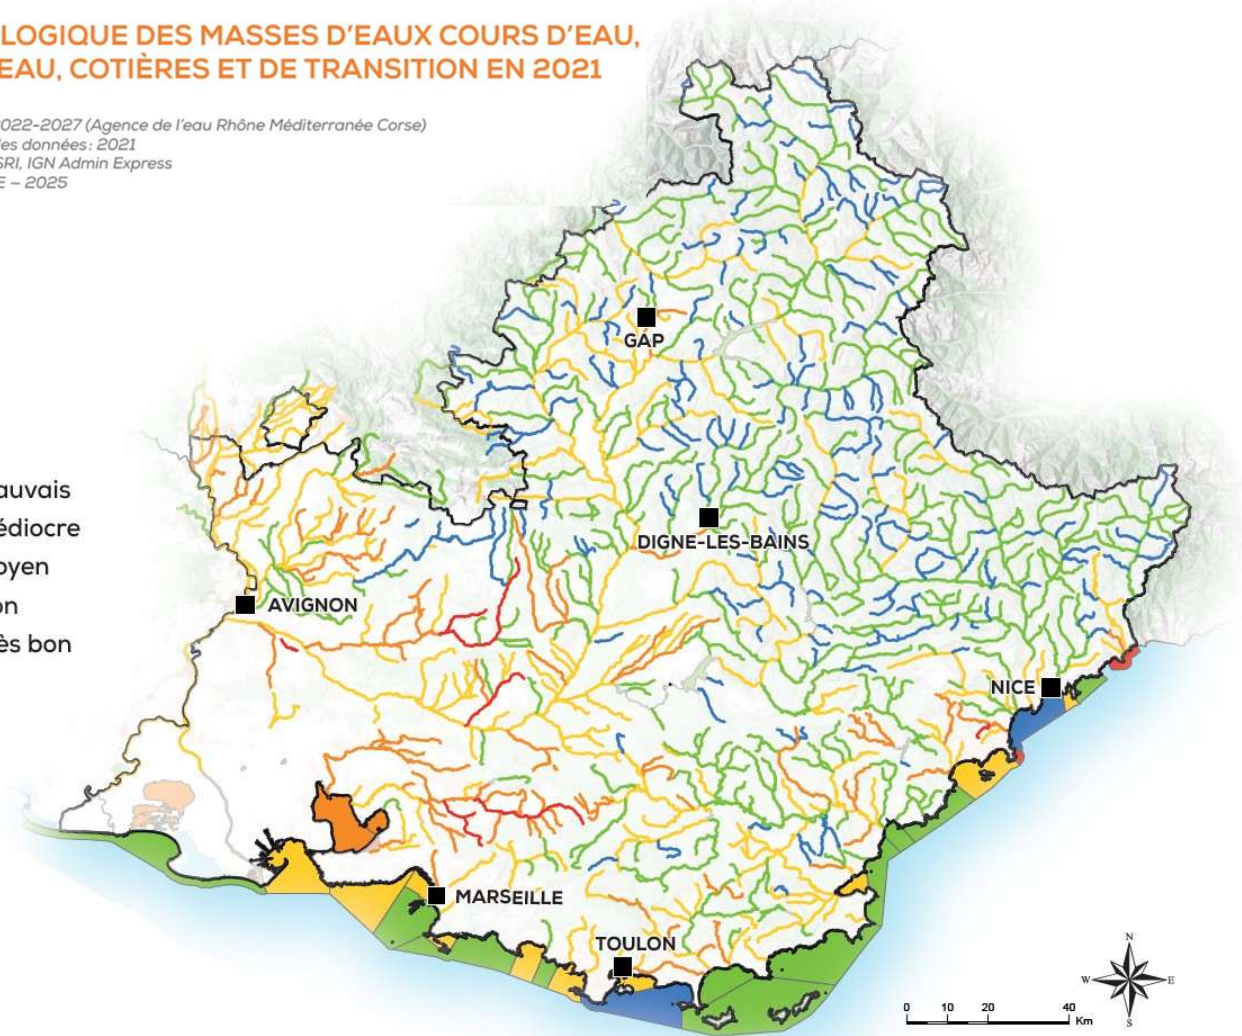 LOGIQUE DES MASSES D'EAUX COURS D'EAU,
EAU, COTIÈRES ET DE TRANSITION EN 2021
2022-2027 (Agence de l'eau Rhône Méditerranée Corse)
des données : 2021
SRI, IGN Admin Express
E – 2025
GAP
auvais
édiocre
DIGNE-LES-BAINS
oyen
on
AVIGNON
ès bon
NICE
MARSEILLE
TOULON
N
W E
S
0 10 20 40
Km